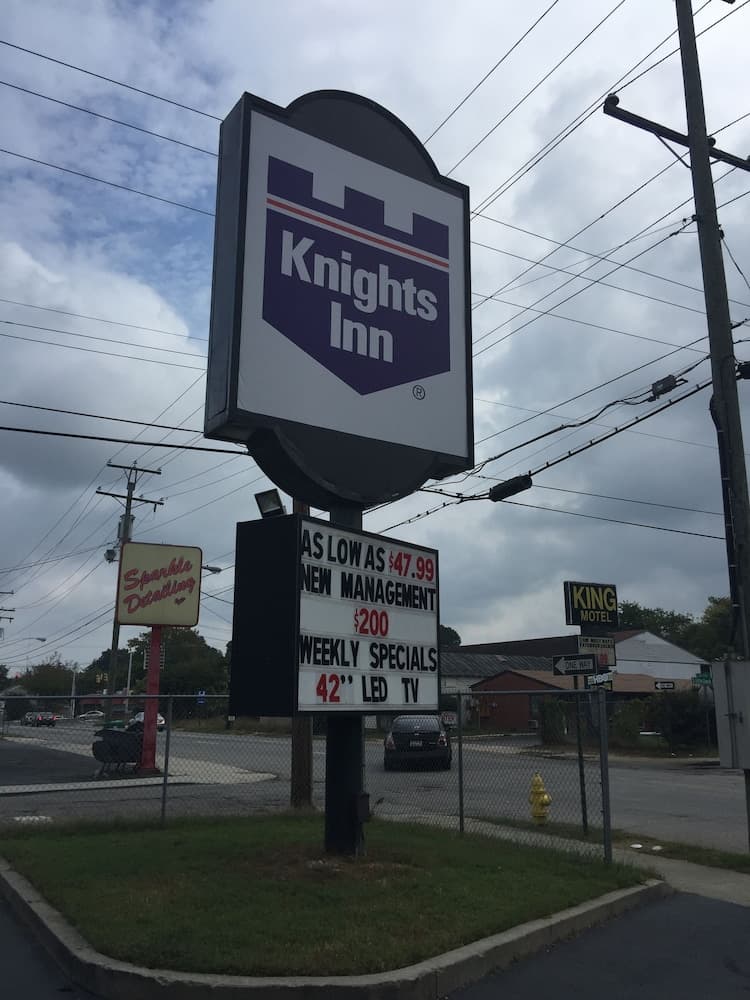 Knights
Inn
®
AS LOW AS $47.99
NEW MANAGEMENT
$200
WEEKLY SPECIALS
42" LED TV
Sparkle
Detailing
KING
MOTEL
ONE WAY
HBO